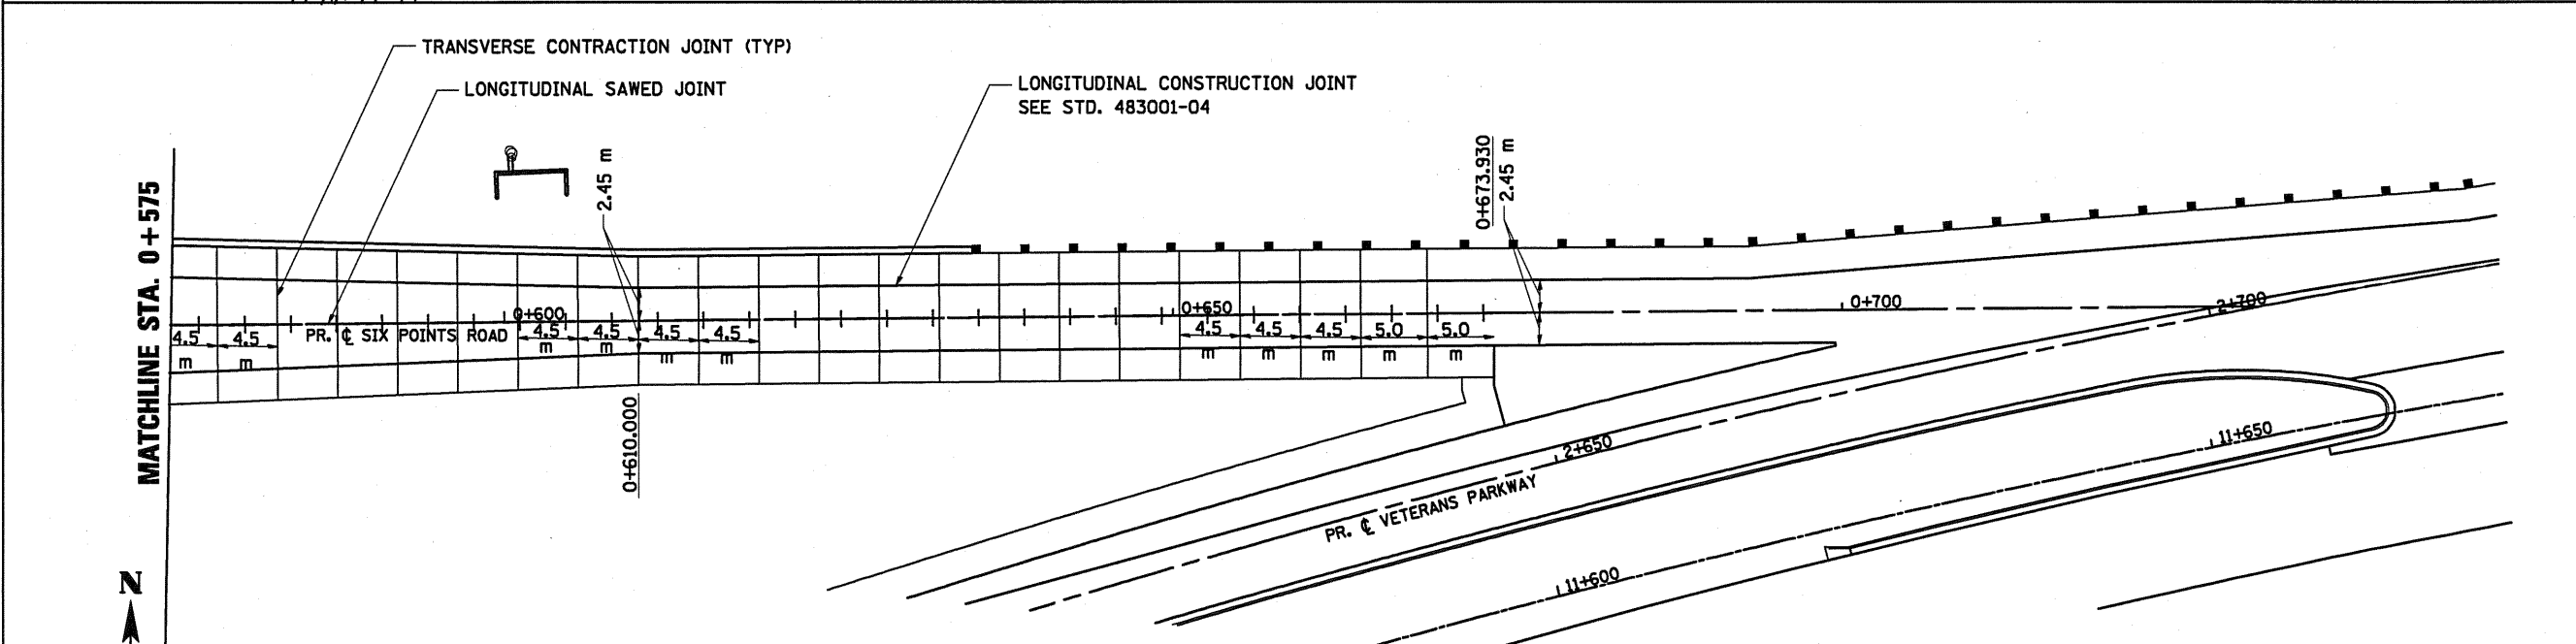 TRANSVERSE CONTRACTION JOINT (TYP)
LONGITUDINAL SAWED JOINT
LONGITUDINAL CONSTRUCTION JOINT
SEE STD. 483001-04
MATCHLINE STA. 0+575
2.45 m
0+673.930
2.45 m
0+600
0+650
0+700
2+700
4.5
m
4.5
m
PR. ℄ SIX POINTS ROAD
4.5
m
4.5
m
4.5
m
4.5
m
4.5
m
4.5
m
4.5
m
5.0
m
5.0
m
0+610.000
2+650
11+650
PR. ℄ VETERANS PARKWAY
11+600
N